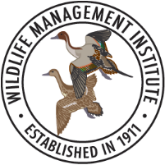 WILDLIFE MANAGEMENT INSTITUTE
• ESTABLISHED IN 1911 •